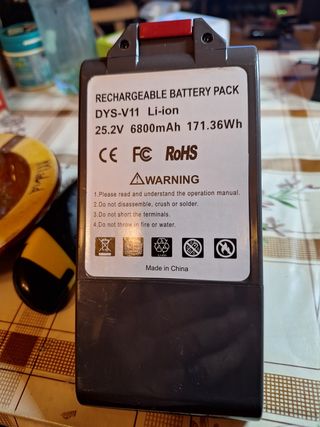 RECHARGEABLE BATTERY PACK
DYS-V11 Li-ion
25.2V 6800mAh 171.36Wh
CE FC RoHS
WARNING
1.Please read and understand the operation manual.
2.Do not disassemble, crush or solder.
3.Do not short the terminals.
4.Do not throw in fire or water.
Made in China